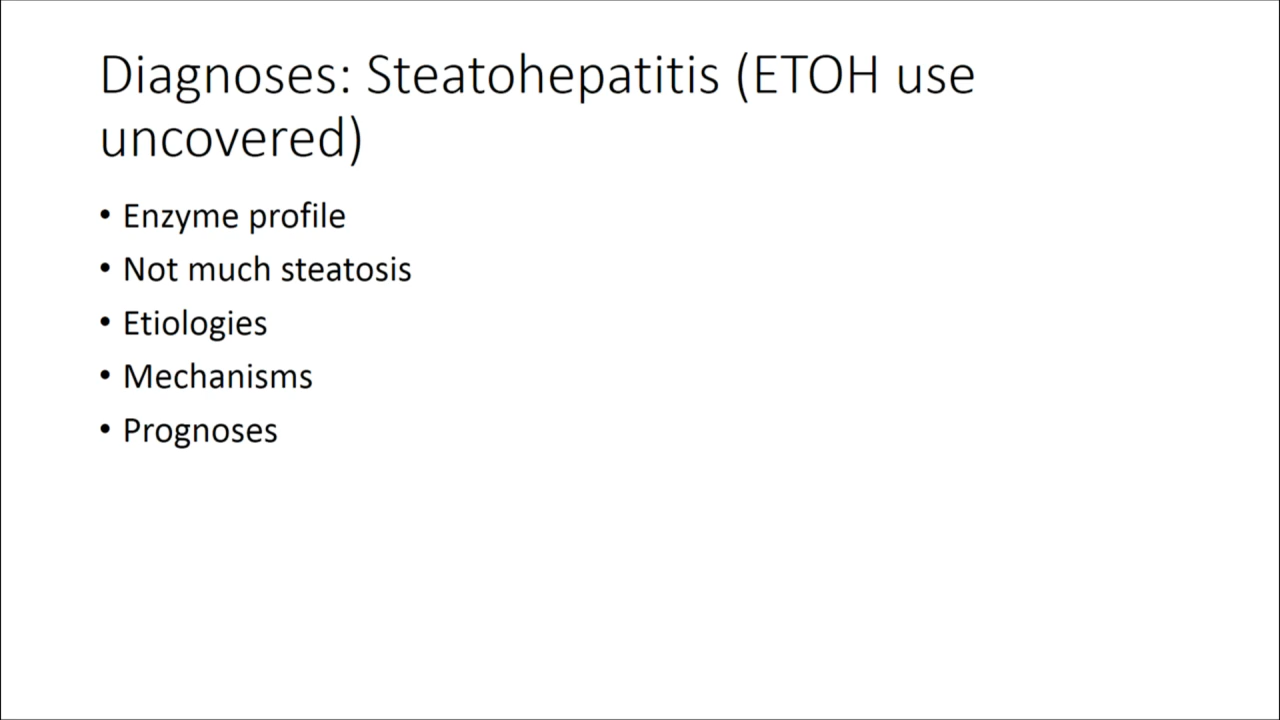 Diagnoses: Steatohepatitis (ETOH use
uncovered)
• Enzyme profile
• Not much steatosis
• Etiologies
• Mechanisms
• Prognoses